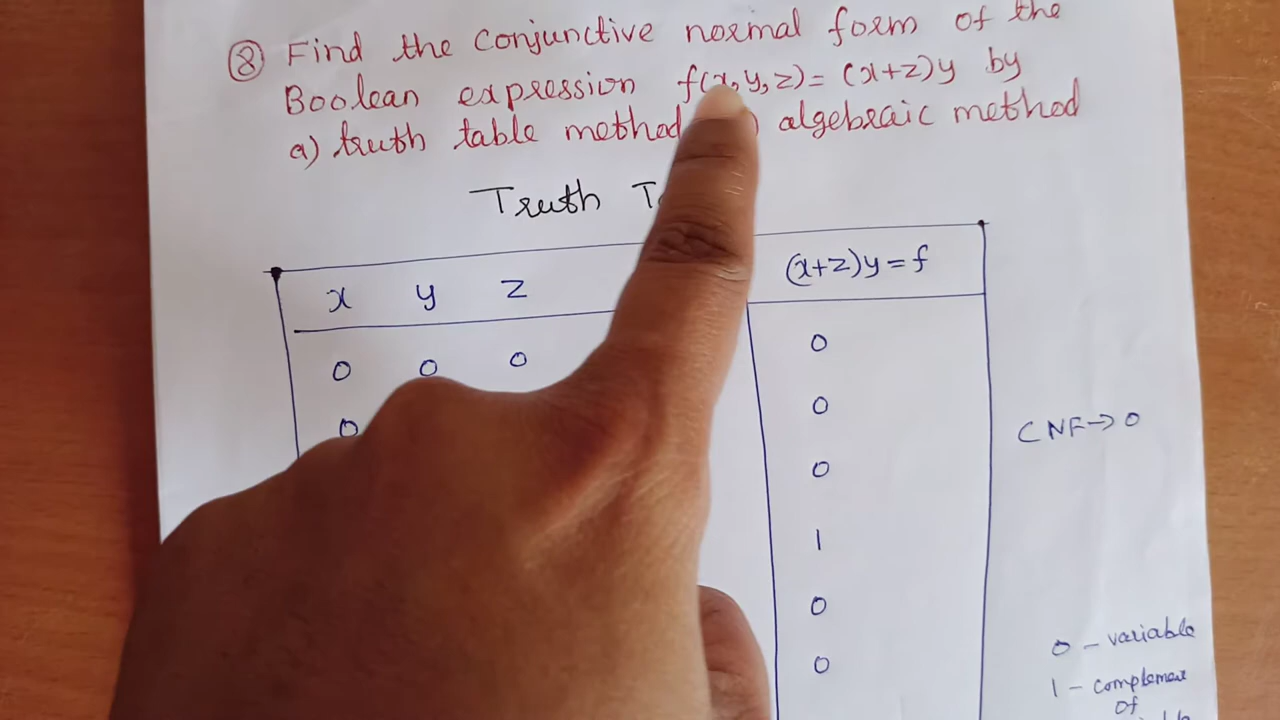 ⑧ Find the conjunctive normal form of the
Boolean expression f(x,y,z)= (x+z)y by
a) truth table method algebraic method
Truth
x y z (x+z)y=f
0 0 0 0
0 0
0
1
0
0
CNF→0
0 - variable
1 - complement
of